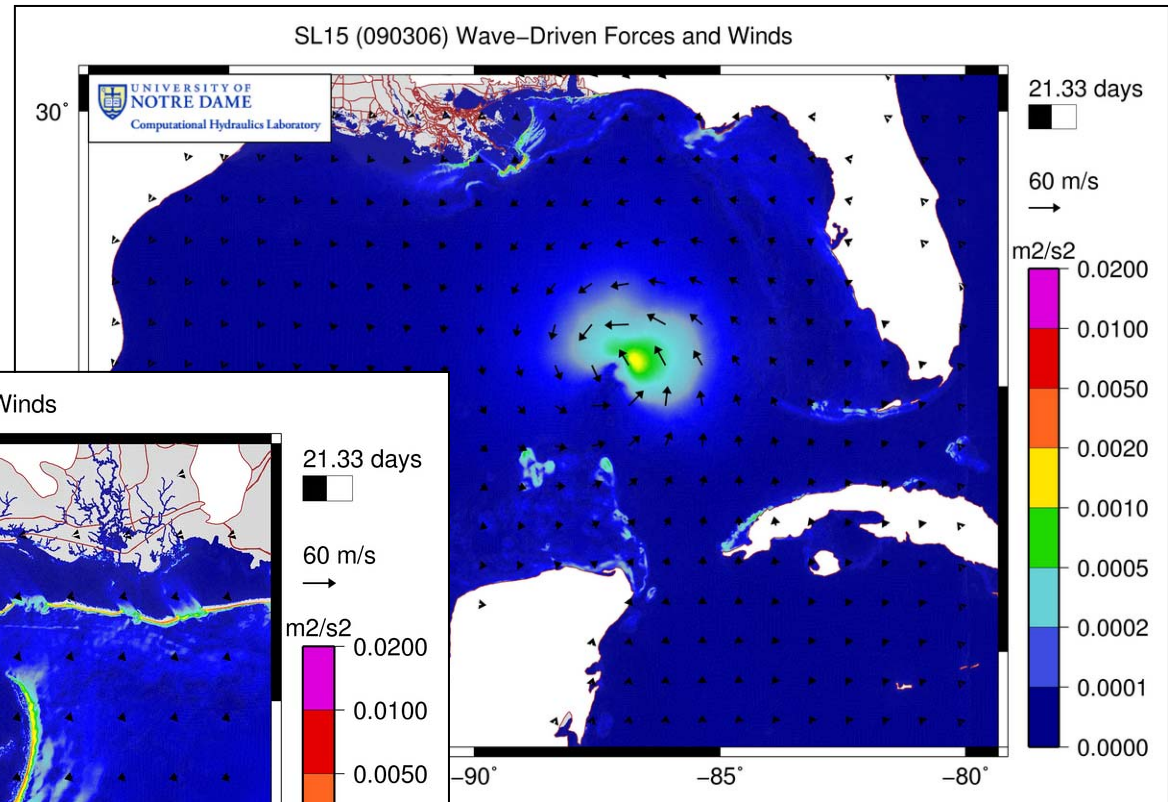 SL15 (090306) Wave−Driven Forces and Winds
UNIVERSITY OF
NOTRE DAME
Computational Hydraulics Laboratory
30°
21.33 days
60 m/s
m2/s2
0.0200
0.0100
0.0050
0.0020
0.0010
0.0005
0.0002
0.0001
0.0000
−90°
−85°
−80°
Winds
21.33 days
60 m/s
m2/s2
0.0200
0.0100
0.0050